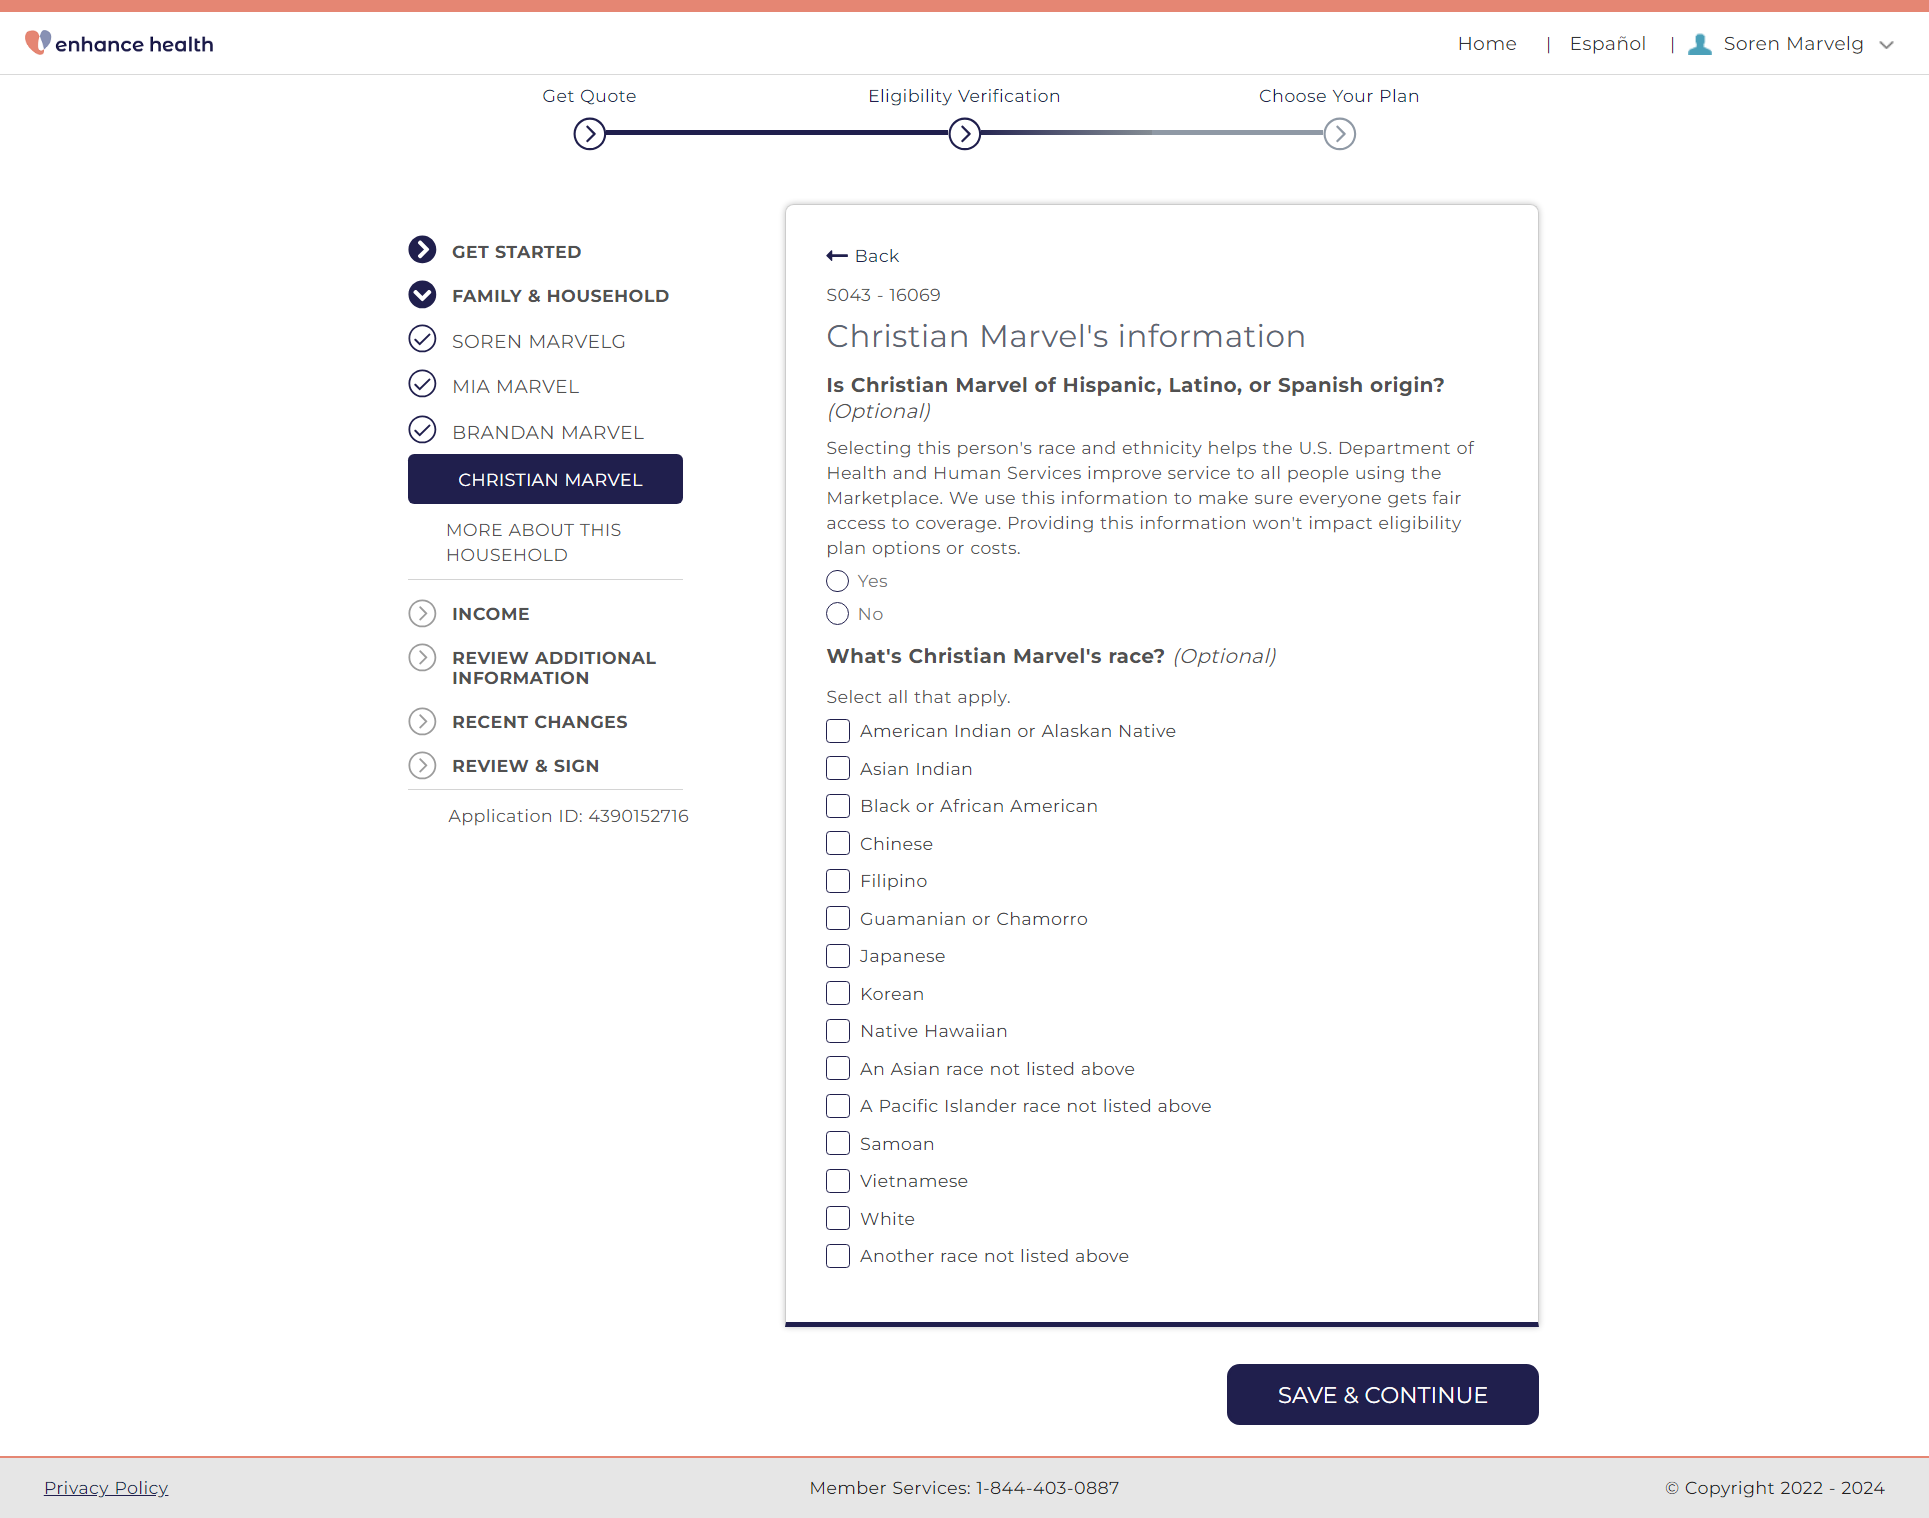 enhance health
Home | Español | Soren Marvelg
Get Quote
Eligibility Verification
Choose Your Plan
GET STARTED
FAMILY & HOUSEHOLD
SOREN MARVELG
MIA MARVEL
BRANDAN MARVEL
CHRISTIAN MARVEL
MORE ABOUT THIS
HOUSEHOLD
INCOME
REVIEW ADDITIONAL
INFORMATION
RECENT CHANGES
REVIEW & SIGN
Application ID: 4390152716
Back
S043 - 16069
Christian Marvel's information
Is Christian Marvel of Hispanic, Latino, or Spanish origin?
(Optional)
Selecting this person's race and ethnicity helps the U.S. Department of
Health and Human Services improve service to all people using the
Marketplace. We use this information to make sure everyone gets fair
access to coverage. Providing this information won't impact eligibility
plan options or costs.
Yes
No
What's Christian Marvel's race? (Optional)
Select all that apply.
American Indian or Alaskan Native
Asian Indian
Black or African American
Chinese
Filipino
Guamanian or Chamorro
Japanese
Korean
Native Hawaiian
An Asian race not listed above
A Pacific Islander race not listed above
Samoan
Vietnamese
White
Another race not listed above
SAVE & CONTINUE
Privacy Policy
Member Services: 1-844-403-0887
© Copyright 2022 - 2024